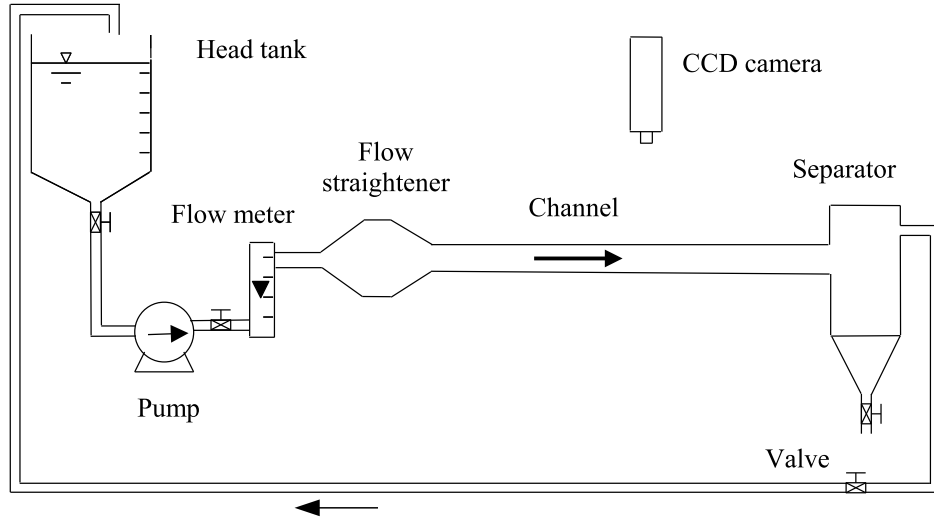 Head tank
CCD camera
Flow
straightener
Separator
Flow meter
Channel
Pump
Valve